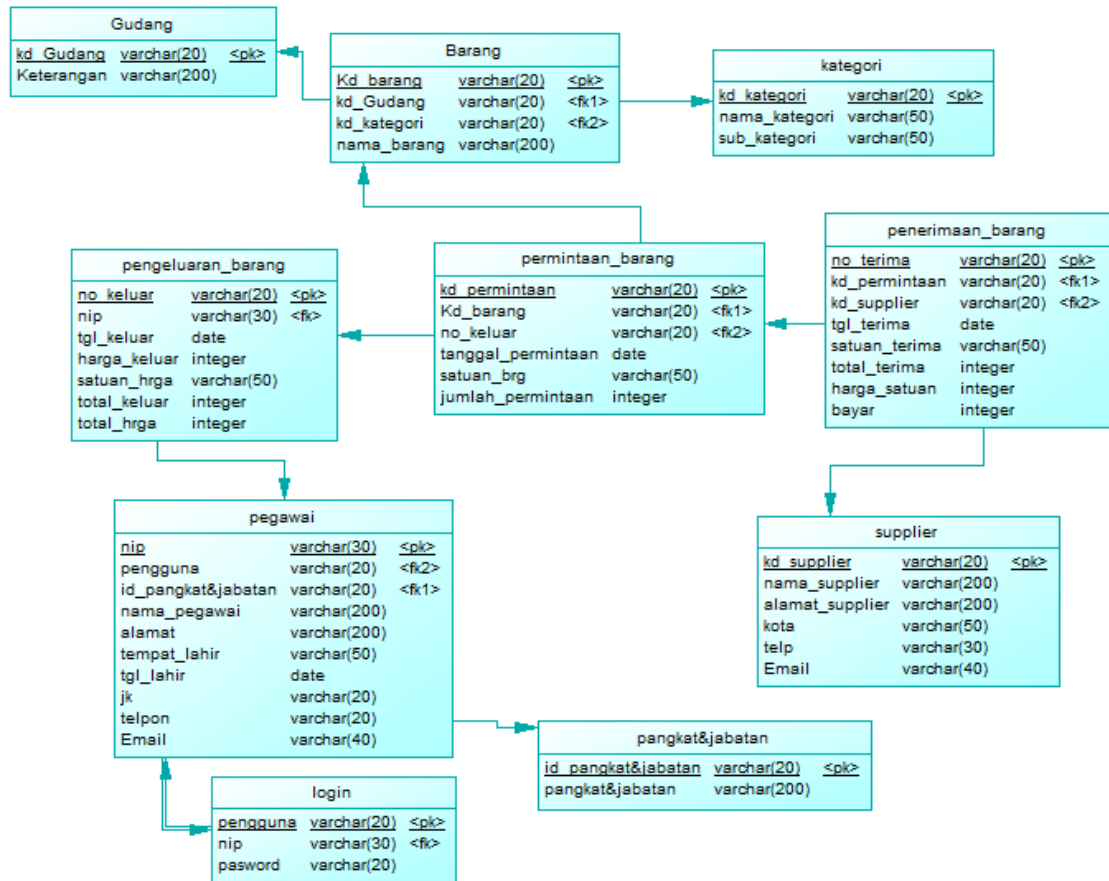 Gudang
kd_Gudang varchar(20) <pk>
Keterangan varchar(200)
Barang
Kd_barang varchar(20) <pk>
kd_Gudang varchar(20) <fk1>
kd_kategori varchar(20) <fk2>
nama_barang varchar(200)
kategori
kd_kategori varchar(20) <pk>
nama_kategori varchar(50)
sub_kategori varchar(50)
pengeluaran_barang
no_keluar varchar(20) <pk>
nip varchar(30) <fk>
tgl_keluar date
harga_keluar integer
satuan_hrga varchar(50)
total_keluar integer
total_hrga integer
permintaan_barang
kd_permintaan varchar(20) <pk>
Kd_barang varchar(20) <fk1>
no_keluar varchar(20) <fk2>
tanggal_permintaan date
satuan_brg varchar(50)
jumlah_permintaan integer
penerimaan_barang
no_terima varchar(20) <pk>
kd_permintaan varchar(20) <fk1>
kd_supplier varchar(20) <fk2>
tgl_terima date
satuan_terima varchar(50)
total_terima integer
harga_satuan integer
bayar integer
pegawai
nip varchar(30) <pk>
pengguna varchar(20) <fk2>
id_pangkat&jabatan varchar(20) <fk1>
nama_pegawai varchar(200)
alamat varchar(200)
tempat_lahir varchar(50)
tgl_lahir date
jk varchar(20)
telpon varchar(20)
Email varchar(40)
supplier
kd_supplier varchar(20) <pk>
nama_supplier varchar(200)
alamat_supplier varchar(200)
kota varchar(50)
telp varchar(30)
Email varchar(40)
pangkat&jabatan
id_pangkat&jabatan varchar(20) <pk>
pangkat&jabatan varchar(200)
login
pengguna varchar(20) <pk>
nip varchar(30) <fk>
pasword varchar(20)